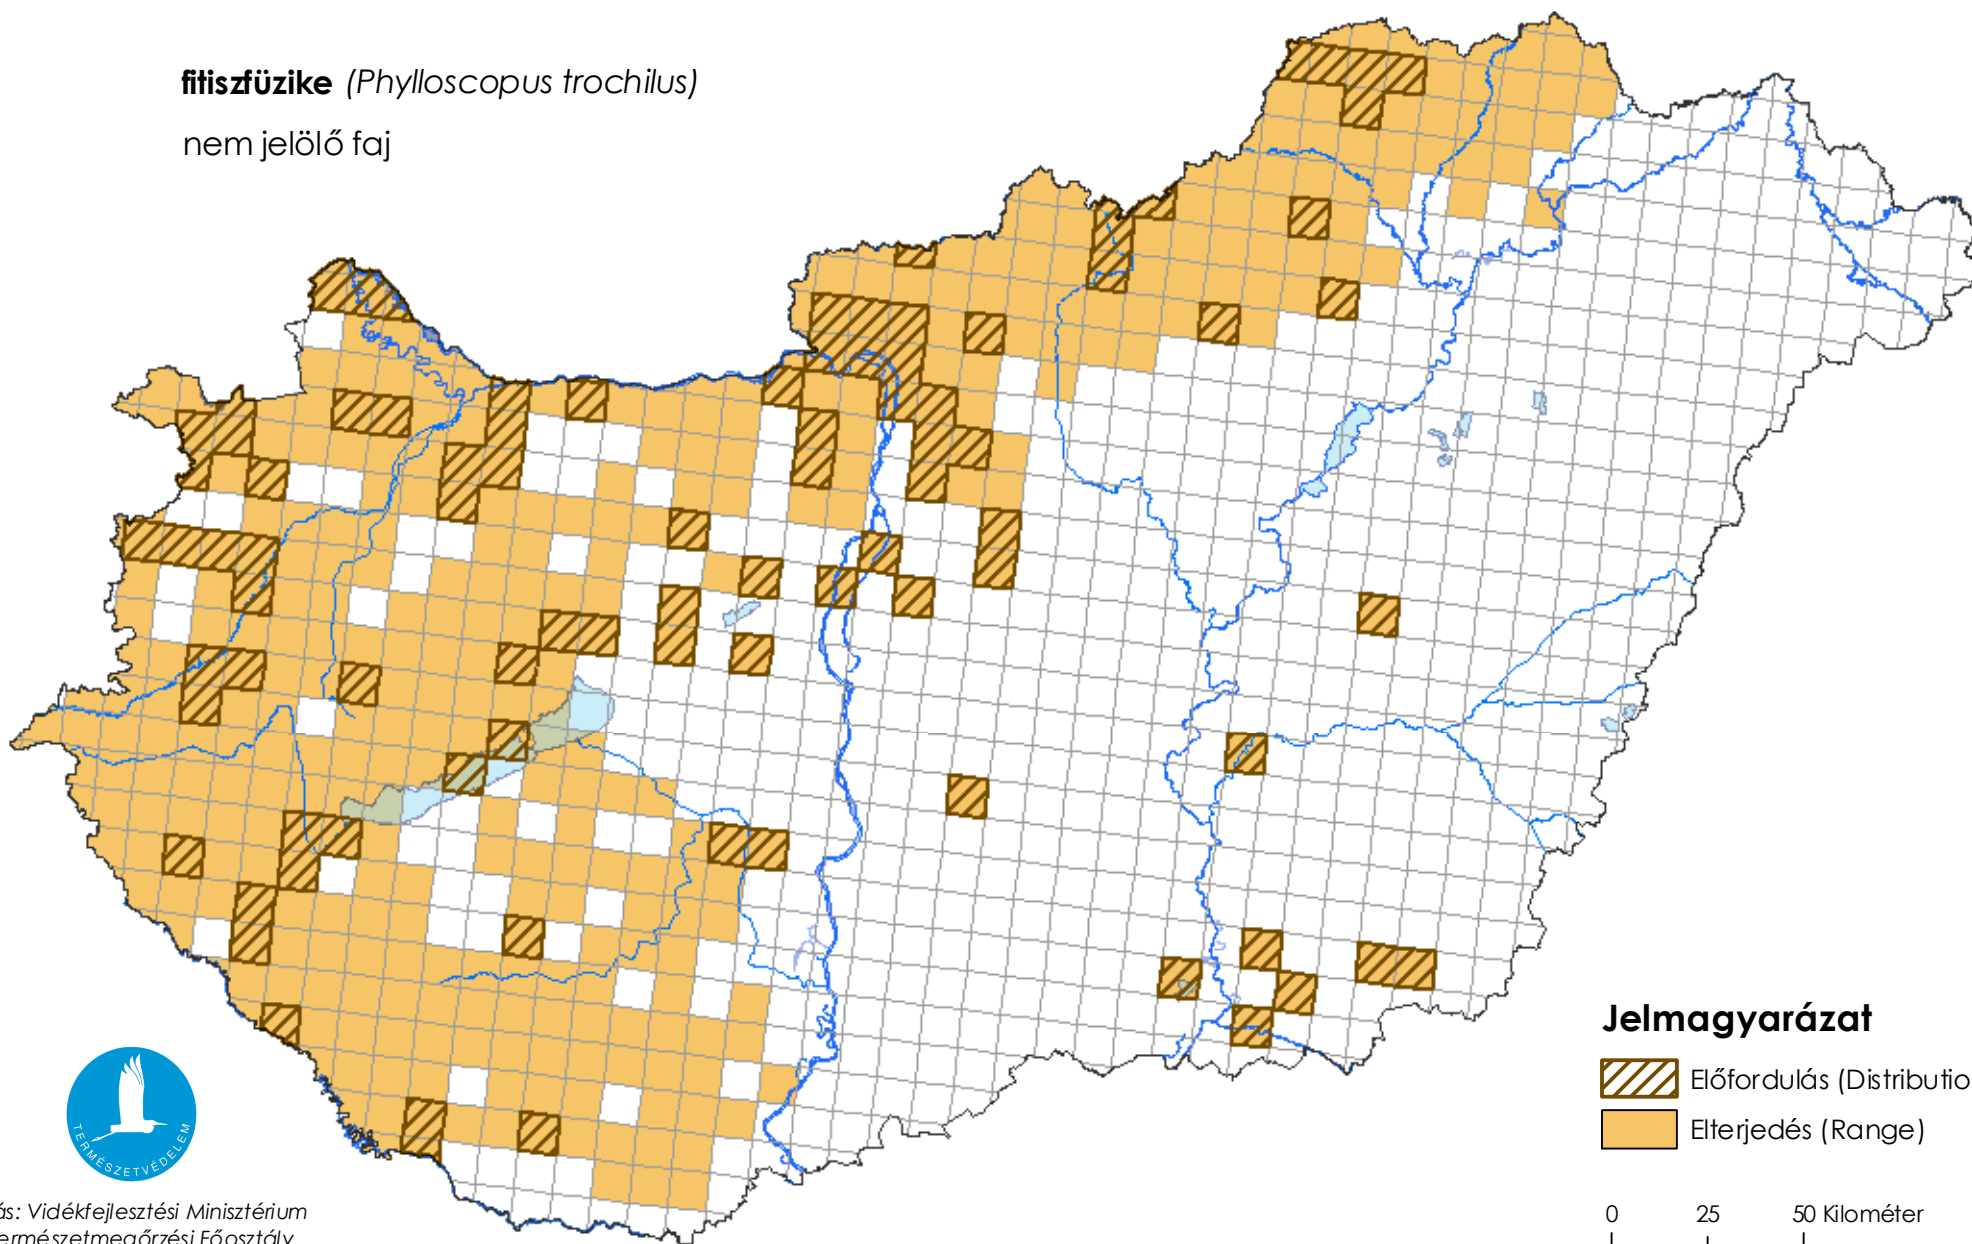 fitiszfüzike (Phylloscopus trochilus)
nem jelölő faj
Jelmagyarázat
Előfordulás (Distributio
Elterjedés (Range)
0 25 50 Kilométer
TERMÉSZETVÉDELEM
ás: Vidékfejlesztési Minisztérium
ermészetmegőrzési Főosztály